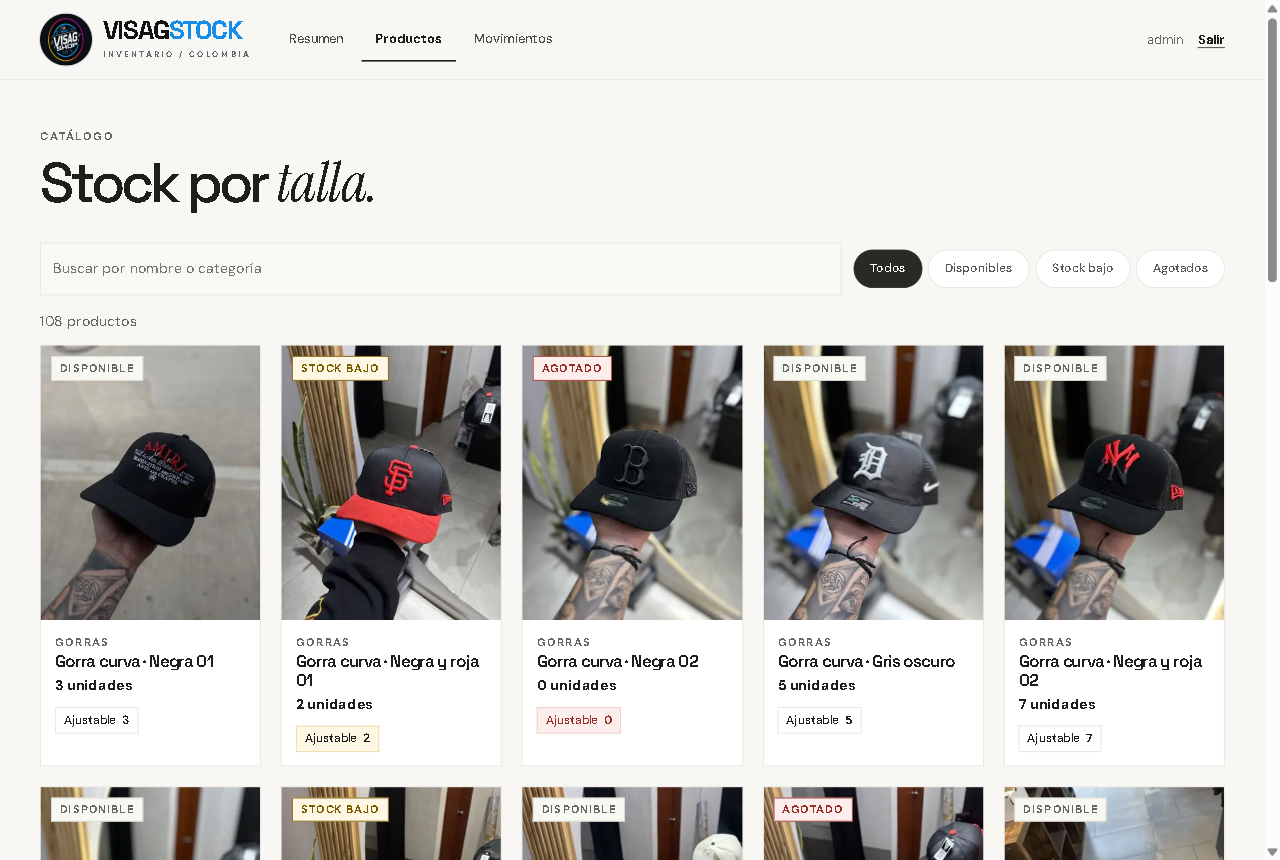 VISAG SHOP
VISAGSTOCK
INVENTARIO / COLOMBIA
Resumen
Productos
Movimientos
admin
Salir
CATÁLOGO
Stock por talla.
Buscar por nombre o categoría
Todos
Disponibles
Stock bajo
Agotados
108 productos
DISPONIBLE
AMIRI
GORRAS
Gorra curva · Negra 01
3 unidades
Ajustable 3
STOCK BAJO
SF
GORRAS
Gorra curva · Negra y roja
01
2 unidades
Ajustable 2
AGOTADO
B
GORRAS
Gorra curva · Negra 02
0 unidades
Ajustable 0
DISPONIBLE
D
GORRAS
Gorra curva · Gris oscuro
5 unidades
Ajustable 5
DISPONIBLE
GORRAS
Gorra curva · Negra y roja
02
7 unidades
Ajustable 7
DISPONIBLE
STOCK BAJO
DISPONIBLE
AGOTADO
DISPONIBLE